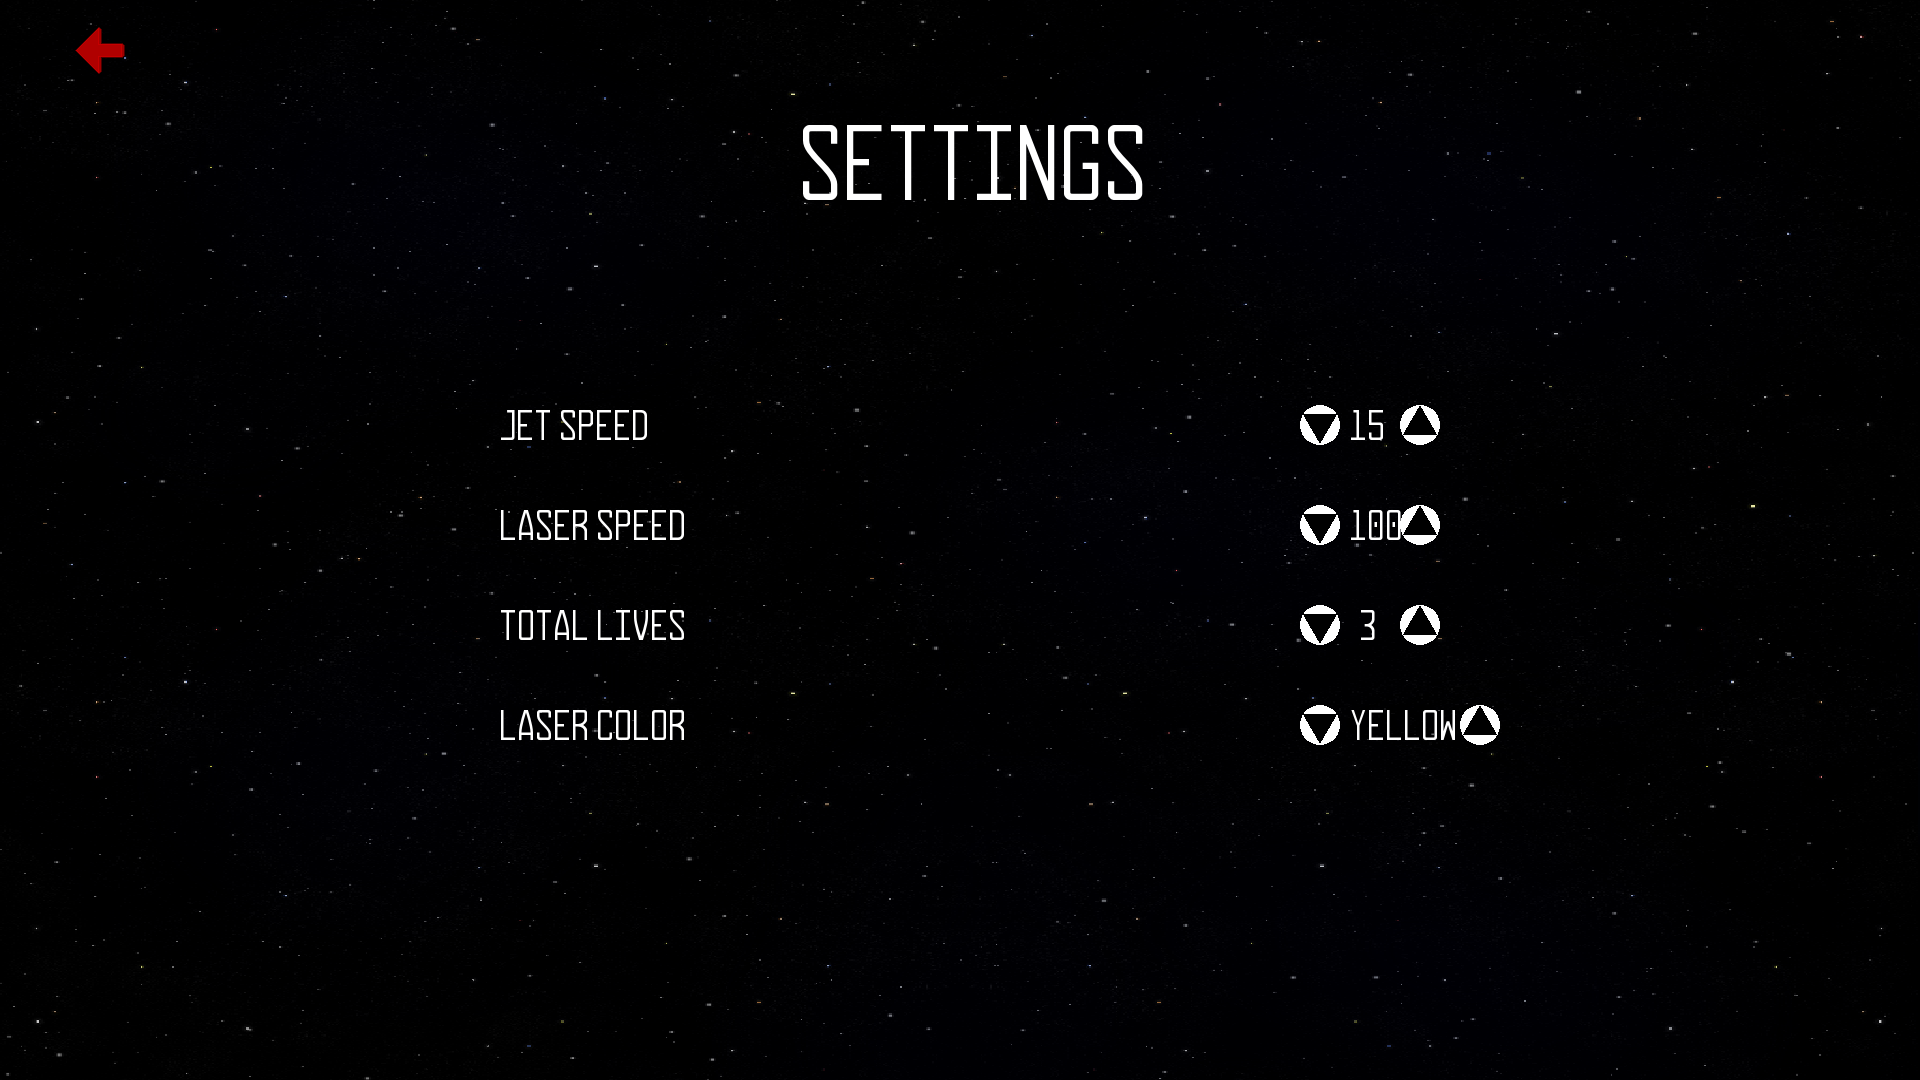 SETTINGS
JET SPEED 15
LASER SPEED 100
TOTAL LIVES 3
LASER COLOR YELLOW